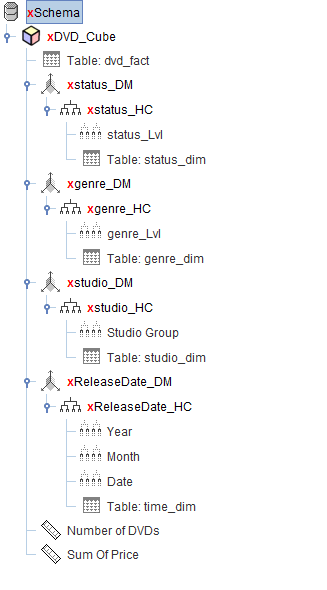 xSchema
xDVD_Cube
Table: dvd_fact
xstatus_DM
xstatus_HC
status_Lvl
Table: status_dim
xgenre_DM
xgenre_HC
genre_Lvl
Table: genre_dim
xstudio_DM
xstudio_HC
Studio Group
Table: studio_dim
xReleaseDate_DM
xReleaseDate_HC
Year
Month
Date
Table: time_dim
Number of DVDs
Sum Of Price